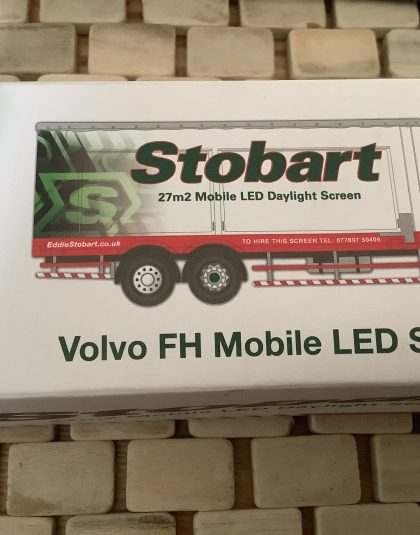 Stobart
27m2 Mobile LED Daylight Screen
S
EddieStobart.co.uk
TO HIRE THIS SCREEN TEL: 077897 50409
Volvo FH Mobile LED S